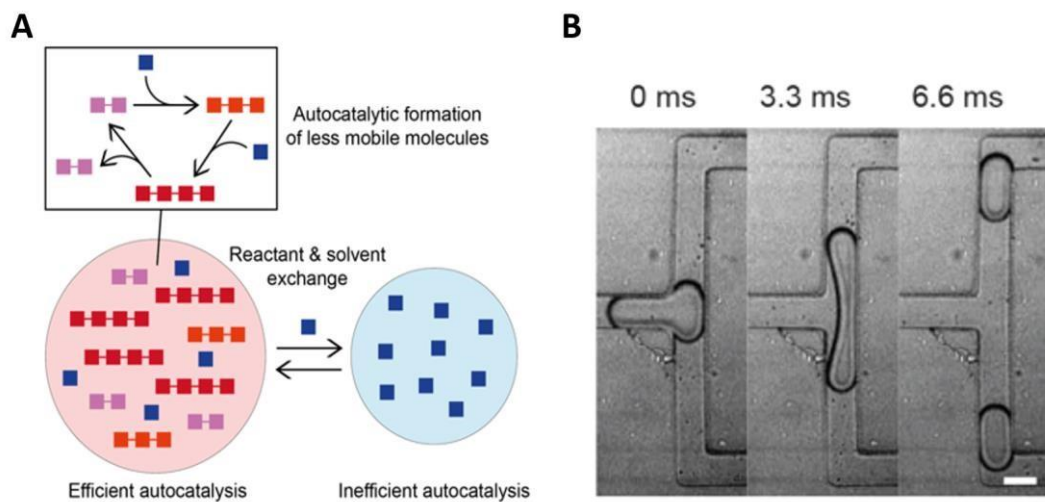 A
Autocatalytic formation
of less mobile molecules
Reactant & solvent
exchange
Efficient autocatalysis
Inefficient autocatalysis
B
0 ms
3.3 ms
6.6 ms